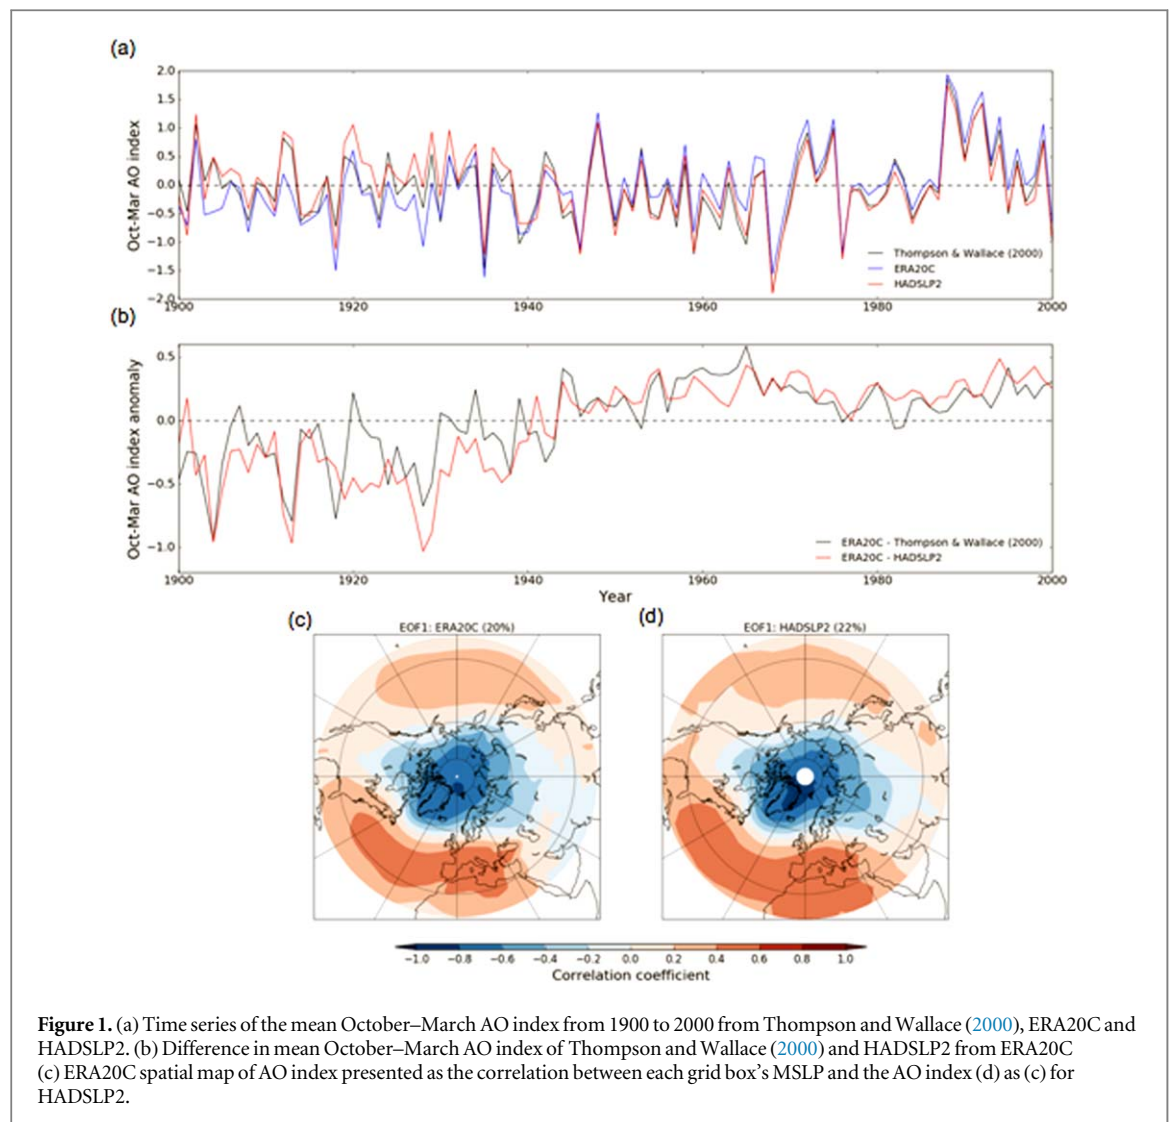 (a)
2.0
1.5
1.0
0.5
0.0
−0.5
−1.0
−1.5
−2.0
Oct-Mar AO index
Thompson & Wallace (2000)
ERA20C
HADSLP2
1900 1920 1940 1960 1980 2000
(b)
0.5
0.0
−0.5
−1.0
Oct-Mar AO index anomaly
ERA20C - Thompson & Wallace (2000)
ERA20C - HADSLP2
1900 1920 1940 1960 1980 2000
Year
(c)
EOF1: ERA20C (20%)
(d)
EOF1: HADSLP2 (22%)
−1.0 −0.8 −0.6 −0.4 −0.2 0.0 0.2 0.4 0.6 0.8 1.0
Correlation coefficient
Figure 1. (a) Time series of the mean October–March AO index from 1900 to 2000 from Thompson and Wallace (2000), ERA20C and
HADSLP2. (b) Difference in mean October–March AO index of Thompson and Wallace (2000) and HADSLP2 from ERA20C
(c) ERA20C spatial map of AO index presented as the correlation between each grid box's MSLP and the AO index (d) as (c) for
HADSLP2.